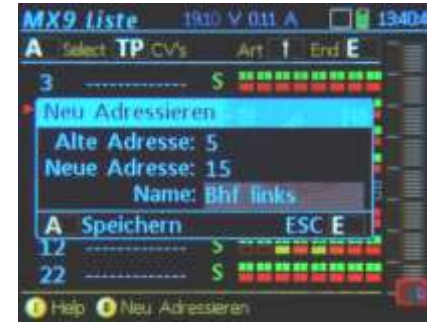 MX9 Liste 19.10 V 0.11 A 13:40:4
A Select TP CV's Art ↑ End E
3 -------------- S
Neu Adressieren
Alte Adresse: 5
Neue Adresse: 15
Name: Bhf links
A Speichern ESC E
12 -------------- S
22 -------------- S
Help Neu Adressieren